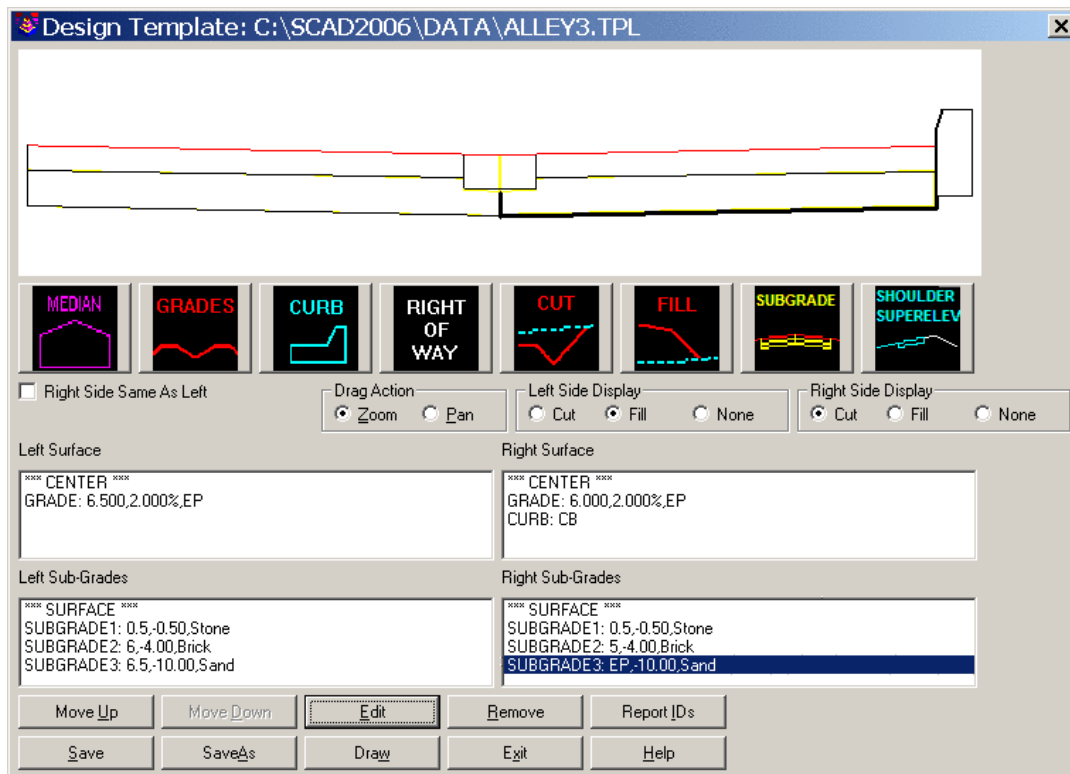 Design Template: C:\SCAD2006\DATA\ALLEY3.TPL
MEDIAN
GRADES
CURB
RIGHT
OF
WAY
CUT
FILL
SUBGRADE
SHOULDER
SUPERELEV
Right Side Same As Left
Drag Action
Zoom Pan
Left Side Display
Cut Fill None
Right Side Display
Cut Fill None
Left Surface
*** CENTER ***
GRADE: 6.500,2.000%,EP
Right Surface
*** CENTER ***
GRADE: 6.000,2.000%,EP
CURB: CB
Left Sub-Grades
*** SURFACE ***
SUBGRADE1: 0.5,-0.50,Stone
SUBGRADE2: 6,-4.00,Brick
SUBGRADE3: 6.5,-10.00,Sand
Right Sub-Grades
*** SURFACE ***
SUBGRADE1: 0.5,-0.50,Stone
SUBGRADE2: 5,-4.00,Brick
SUBGRADE3: EP,-10.00,Sand
Move Up Move Down Edit Remove Report IDs
Save SaveAs Draw Exit Help